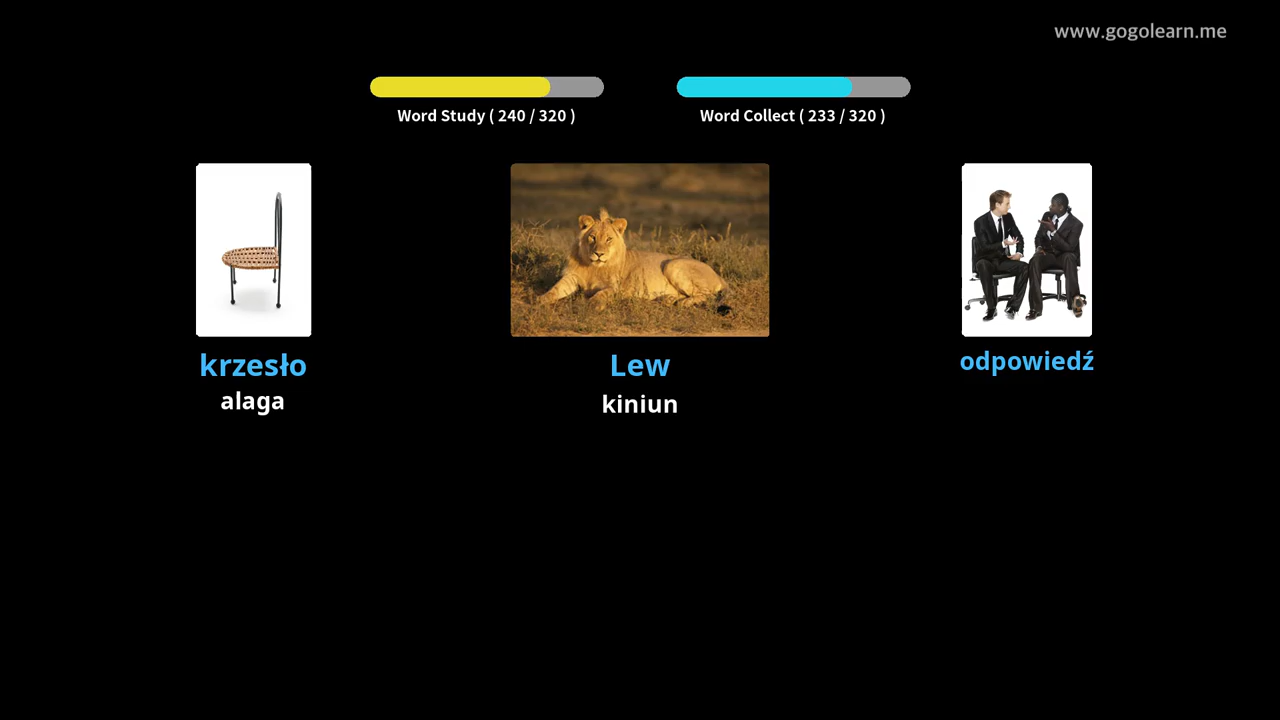 www.gogolearn.me
Word Study ( 240 / 320 )
Word Collect ( 233 / 320 )
krzesło
alaga
Lew
kiniun
odpowiedź